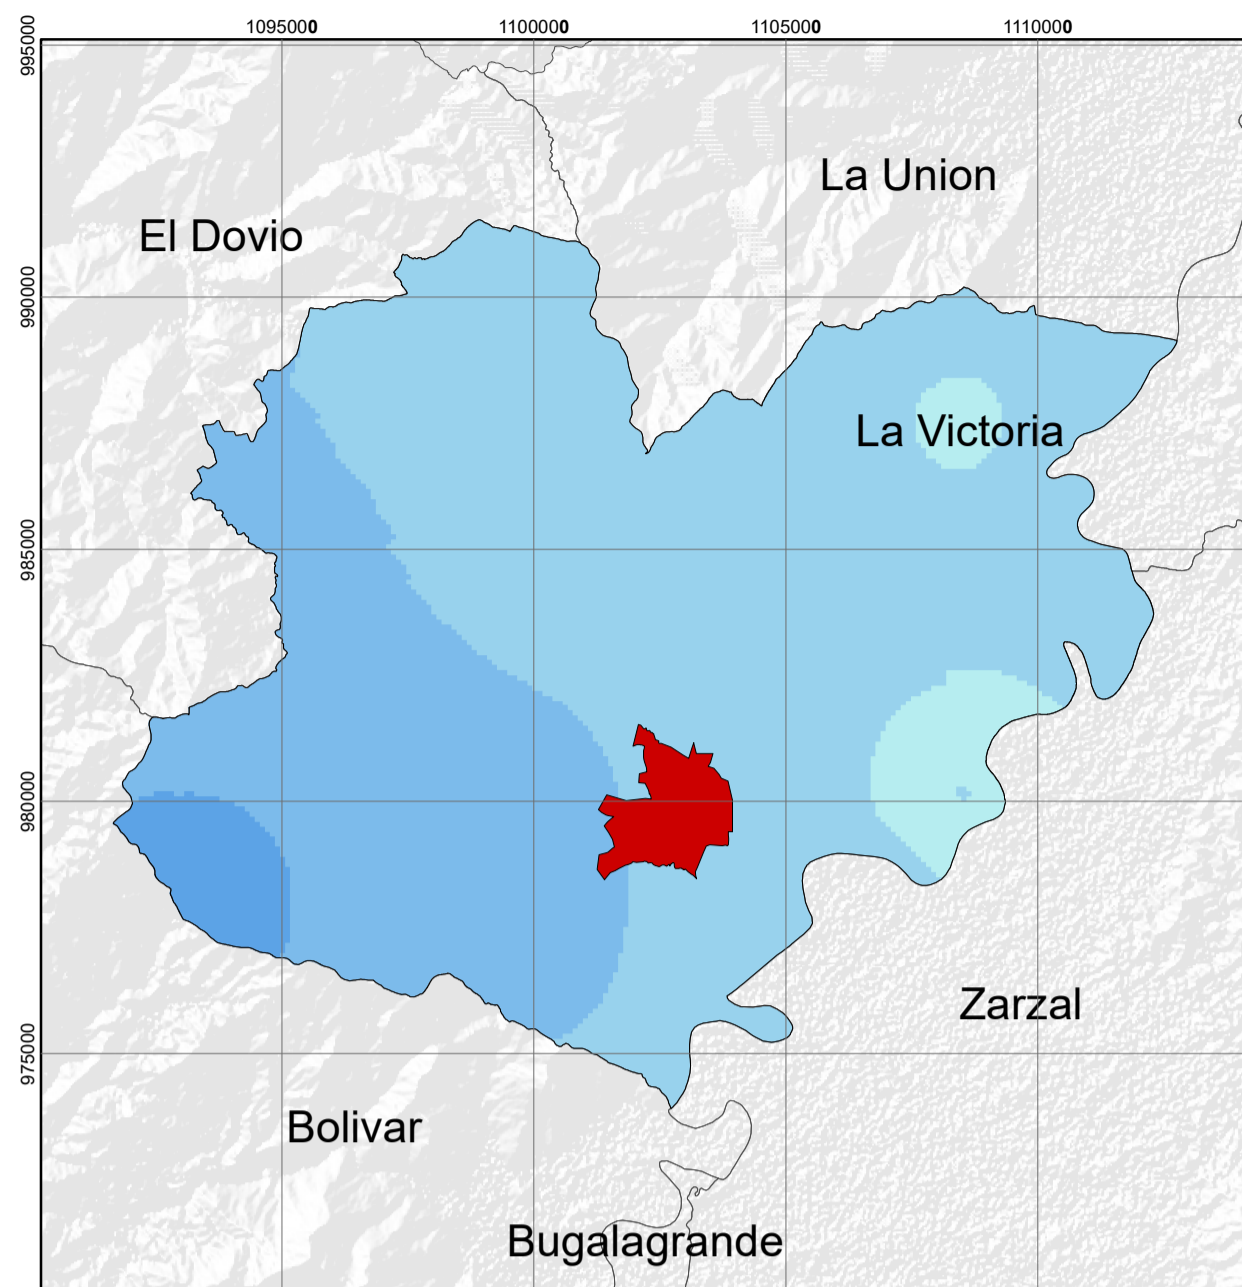 1095000 1100000 1105000 1110000
995000
La Union
El Dovio
990000
La Victoria
985000
980000
Zarzal
975000
Bolivar
Bugalagrande